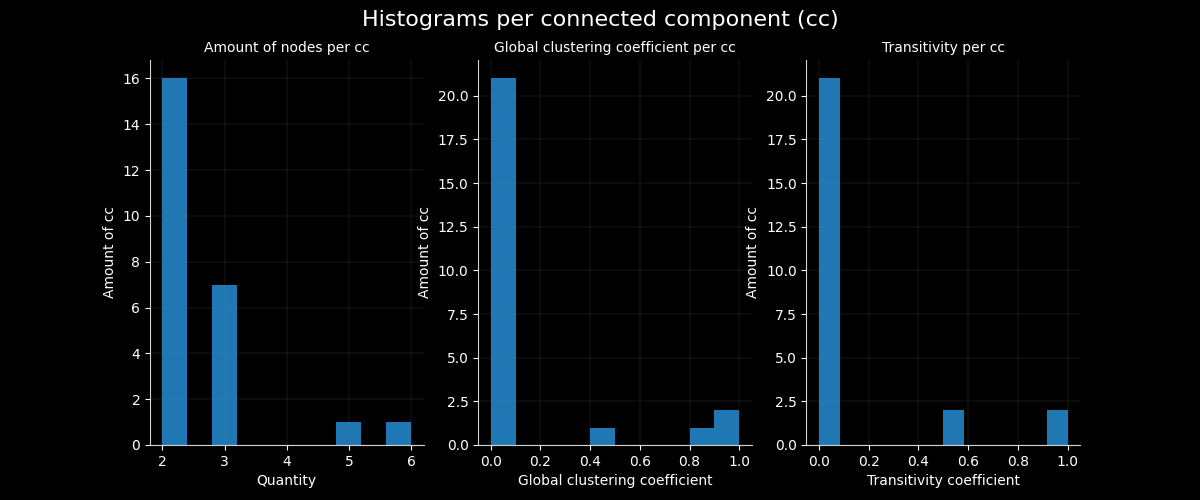 Histograms per connected component (cc)
Amount of nodes per cc
Global clustering coefficient per cc
Transitivity per cc
Amount of cc
16
14
12
10
8
6
4
2
0
2 3 4 5 6
Quantity
Amount of cc
20.0
17.5
15.0
12.5
10.0
7.5
5.0
2.5
0.0
0.0 0.2 0.4 0.6 0.8 1.0
Global clustering coefficient
Amount of cc
20.0
17.5
15.0
12.5
10.0
7.5
5.0
2.5
0.0
0.0 0.2 0.4 0.6 0.8 1.0
Transitivity coefficient